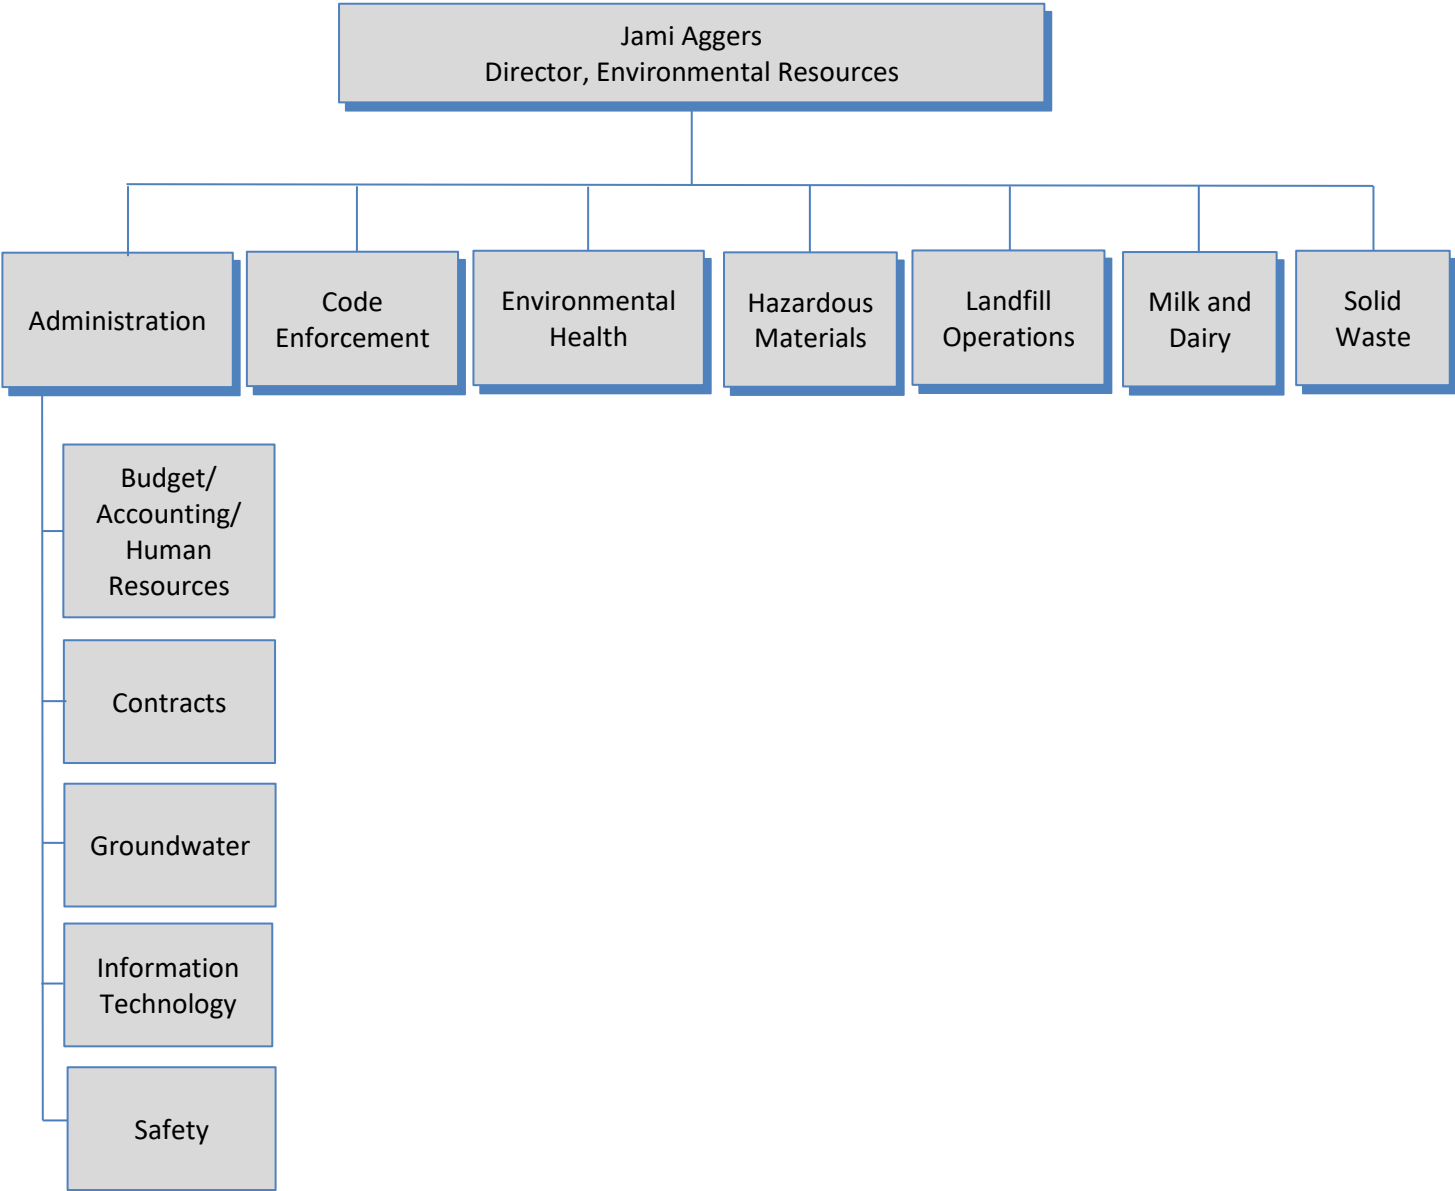 Jami Aggers
Director, Environmental Resources
Administration
Code
Enforcement
Environmental
Health
Hazardous
Materials
Landfill
Operations
Milk and
Dairy
Solid
Waste
Budget/
Accounting/
Human
Resources
Contracts
Groundwater
Information
Technology
Safety